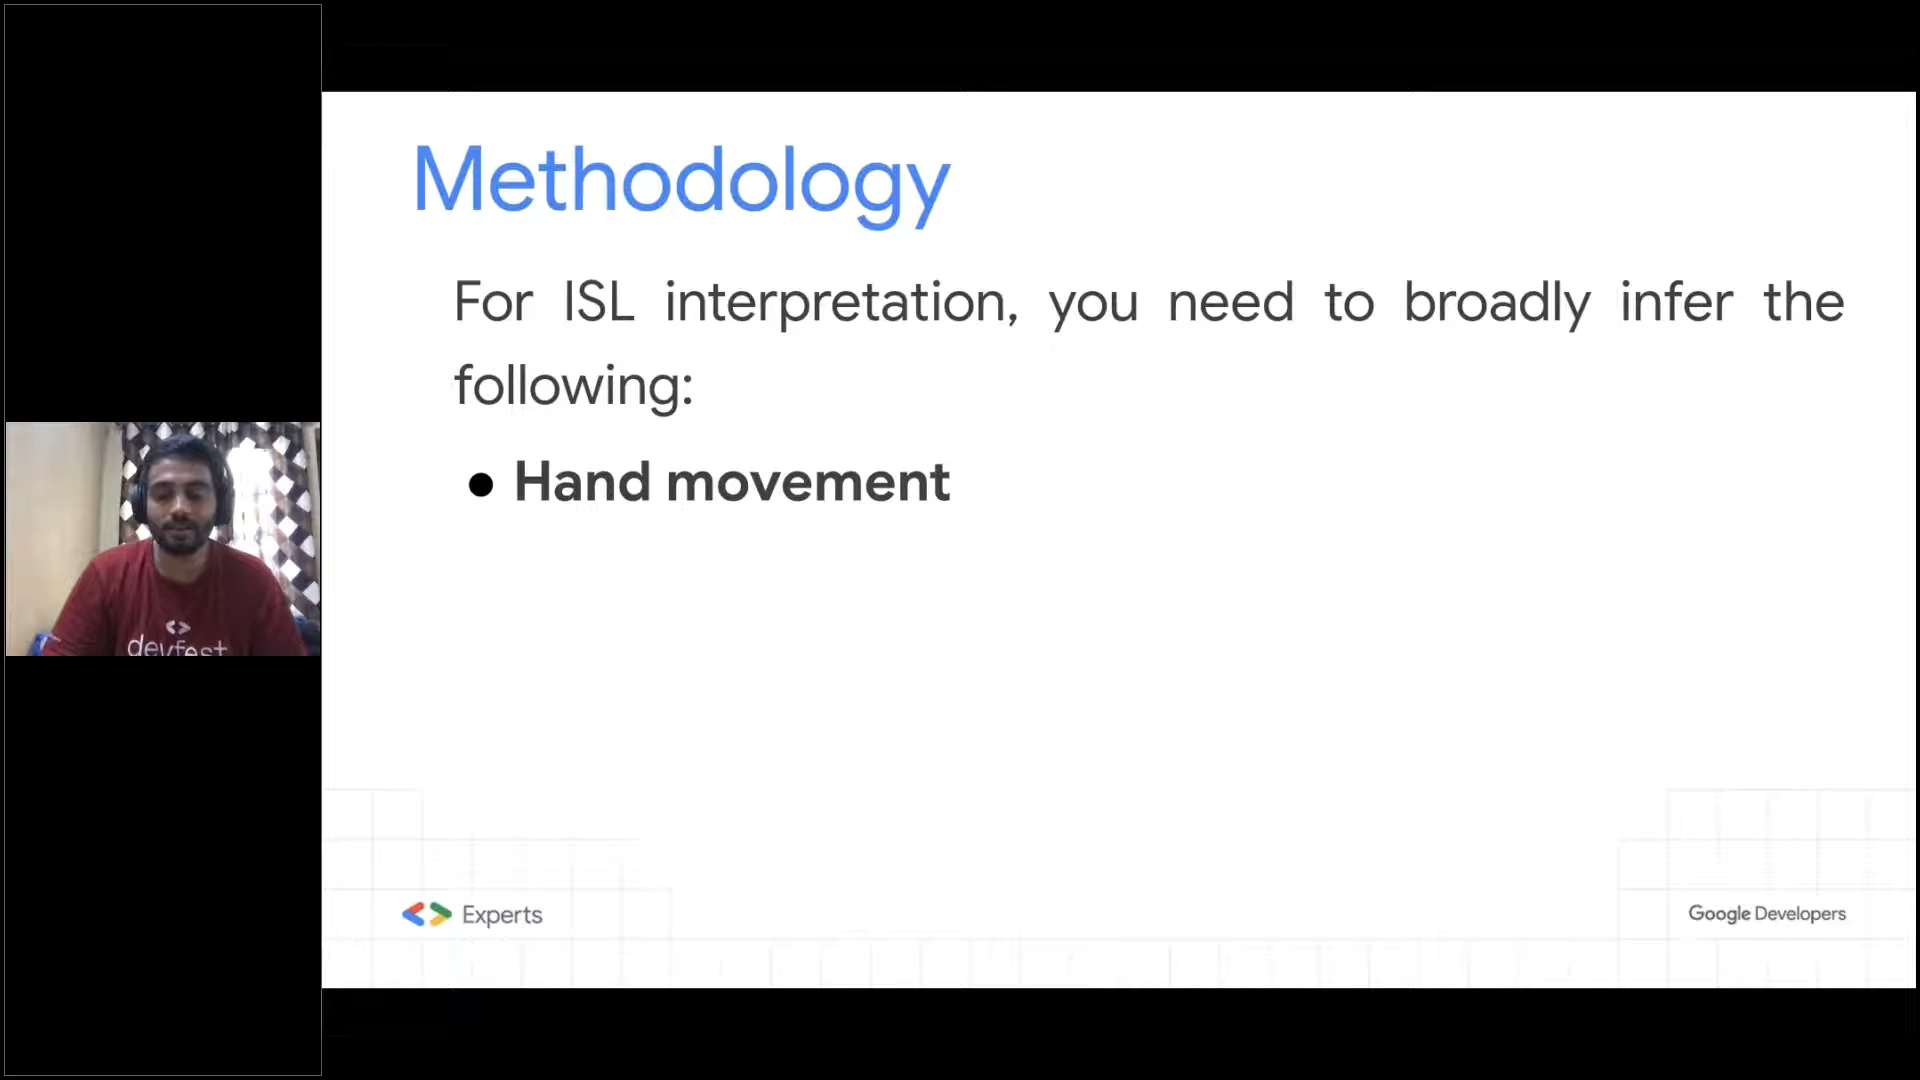 Methodology
For ISL interpretation, you need to broadly infer the
following:
● Hand movement
<> devfest
Experts
Google Developers